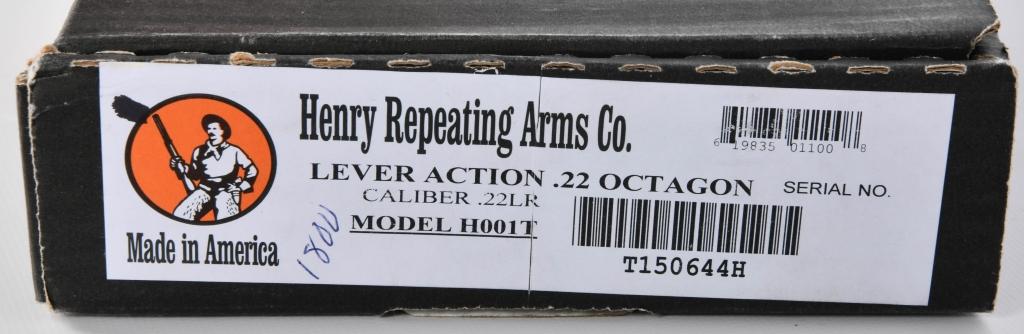 Henry Repeating Arms Co.
LEVER ACTION .22 OCTAGON
CALIBER .22LR
MODEL H001T
Made in America
6 19835 01100 8
SERIAL NO.
T150644H